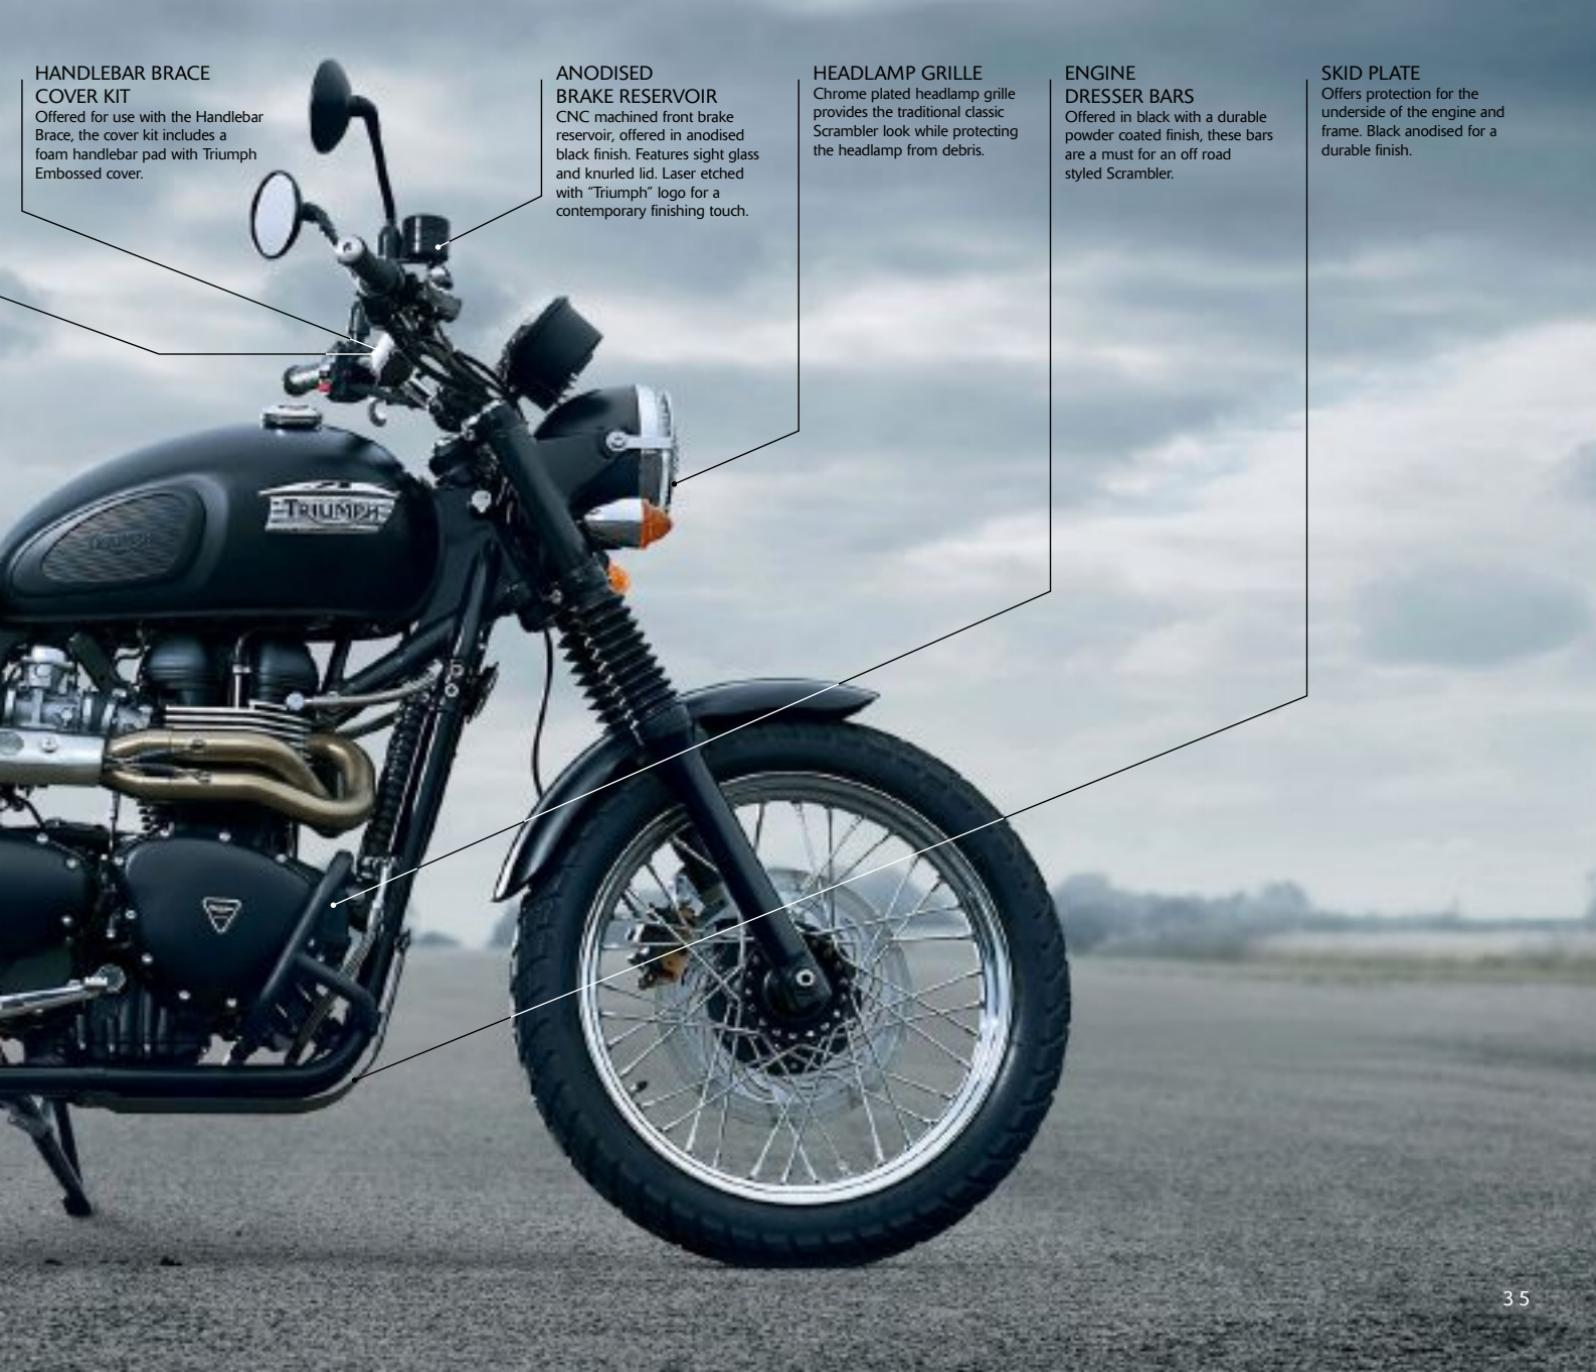 HANDLEBAR BRACE
COVER KIT
Offered for use with the Handlebar
Brace, the cover kit includes a
foam handlebar pad with Triumph
Embossed cover.
ANODISED
BRAKE RESERVOIR
CNC machined front brake
reservoir, offered in anodised
black finish. Features sight glass
and knurled lid. Laser etched
with “Triumph” logo for a
contemporary finishing touch.
HEADLAMP GRILLE
Chrome plated headlamp grille
provides the traditional classic
Scrambler look while protecting
the headlamp from debris.
ENGINE
DRESSER BARS
Offered in black with a durable
powder coated finish, these bars
are a must for an off road
styled Scrambler.
SKID PLATE
Offers protection for the
underside of the engine and
frame. Black anodised for a
durable finish.
TRIUMPH
TRIUMPH
35